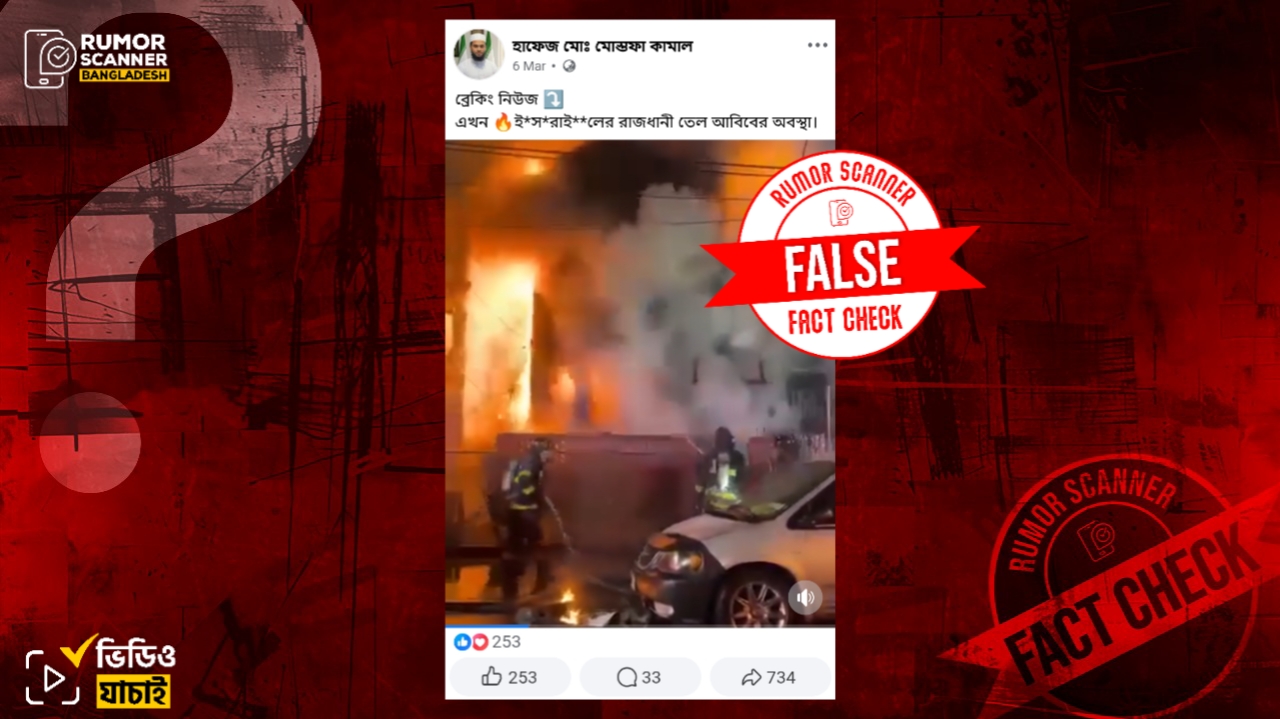 RUMOR
SCANNER
BANGLADESH
হাফেজ মোঃ মোস্তফা কামাল
6 Mar
ব্রেকিং নিউজ ⤵️
এখন 🔥ই*স*রাই**লের রাজধানী তেল আবিবের অবস্থা।
RUMOR SCANNER
FALSE
FACT CHECK
253
253
33
734
RUMOR SCANNER
FACT CHECK
ভিডিও
যাচাই